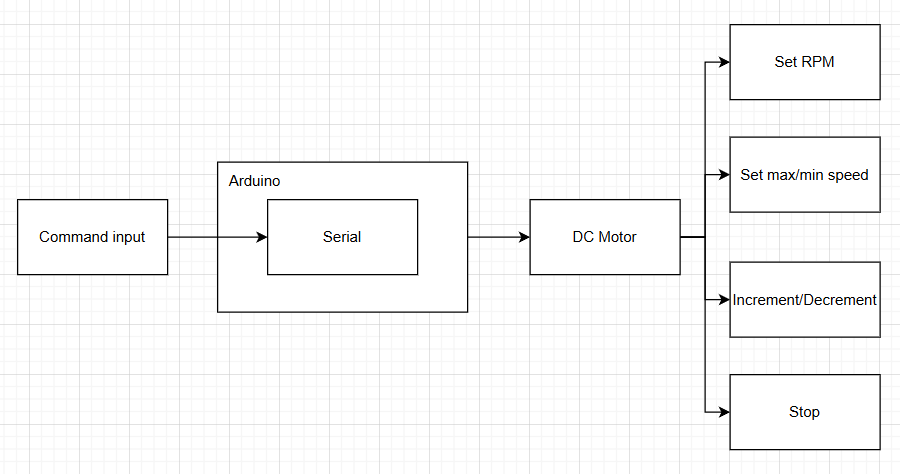 Command input
Arduino
Serial
DC Motor
Set RPM
Set max/min speed
Increment/Decrement
Stop